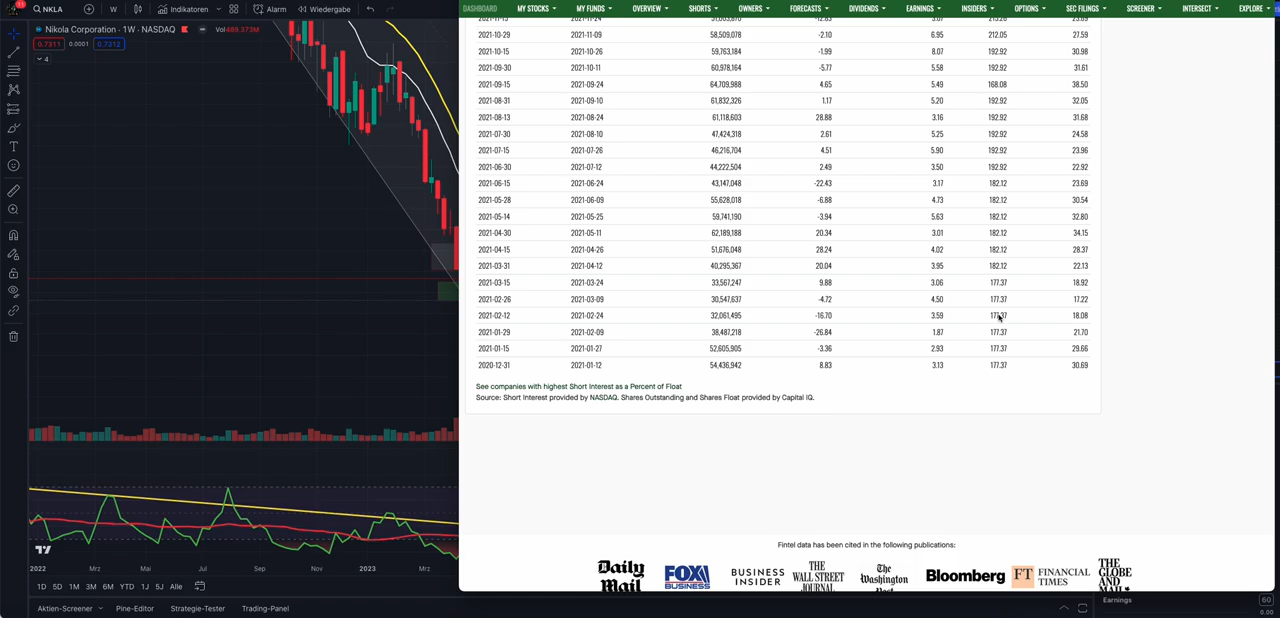 NKLA
W
Indikatoren
Alarm
Wiedergabe
Nikola Corporation · 1W · NASDAQ
Vol489.373M
0.7311
0.0001
0.7312
4
DASHBOARD MY STOCKS MY FUNDS OVERVIEW SHORTS OWNERS FORECASTS DIVIDENDS EARNINGS INSIDERS OPTIONS SEC FILINGS SCREENER INTERSECT EXPLORE
2021-10-29 2021-11-09 58,509,078 -2.10 6.95 212.05 27.59
2021-10-15 2021-10-26 59,763,184 -1.99 8.07 192.92 30.98
2021-09-30 2021-10-11 60,978,164 -5.77 5.58 192.92 31.61
2021-09-15 2021-09-24 64,709,988 4.65 5.49 168.08 38.50
2021-08-31 2021-09-10 61,832,326 1.17 5.20 192.92 32.05
2021-08-13 2021-08-24 61,118,603 28.88 3.16 192.92 31.68
2021-07-30 2021-08-10 47,424,318 2.61 5.25 192.92 24.58
2021-07-15 2021-07-26 46,216,704 4.51 5.90 192.92 23.96
2021-06-30 2021-07-12 44,222,504 2.49 3.50 192.92 22.92
2021-06-15 2021-06-24 43,147,048 -22.43 3.17 182.12 23.69
2021-05-28 2021-06-09 55,628,018 -6.88 4.73 182.12 30.54
2021-05-14 2021-05-25 59,741,190 -3.94 5.63 182.12 32.80
2021-04-30 2021-05-11 62,189,188 20.34 3.01 182.12 34.15
2021-04-15 2021-04-26 51,676,048 28.24 4.02 182.12 28.37
2021-03-31 2021-04-12 40,295,367 20.04 3.95 182.12 22.13
2021-03-15 2021-03-24 33,567,247 9.88 3.06 177.37 18.92
2021-02-26 2021-03-09 30,547,637 -4.72 4.50 177.37 17.22
2021-02-12 2021-02-24 32,061,495 -16.70 3.59 177.37 18.08
2021-01-29 2021-02-09 38,487,218 -26.84 1.87 177.37 21.70
2021-01-15 2021-01-27 52,605,905 -3.36 2.93 177.37 29.66
2020-12-31 2021-01-12 54,436,942 8.83 3.13 177.37 30.69
See companies with highest Short Interest as a Percent of Float
Source: Short Interest provided by NASDAQ. Shares Outstanding and Shares Float provided by Capital IQ.
Fintel data has been cited in the following publications:
Daily Mail
FOX BUSINESS
BUSINESS INSIDER
THE WALL STREET JOURNAL
The Washington
Bloomberg
FT FINANCIAL TIMES
THE GLOBE AND MAIL
2022 Mrz Mai Jul Sep Nov 2023 Mrz
1D 5D 1M 3M 6M YTD 1J 5J Alle
Aktien-Screener Pine-Editor Strategie-Tester Trading-Panel
Earnings
60
0.00